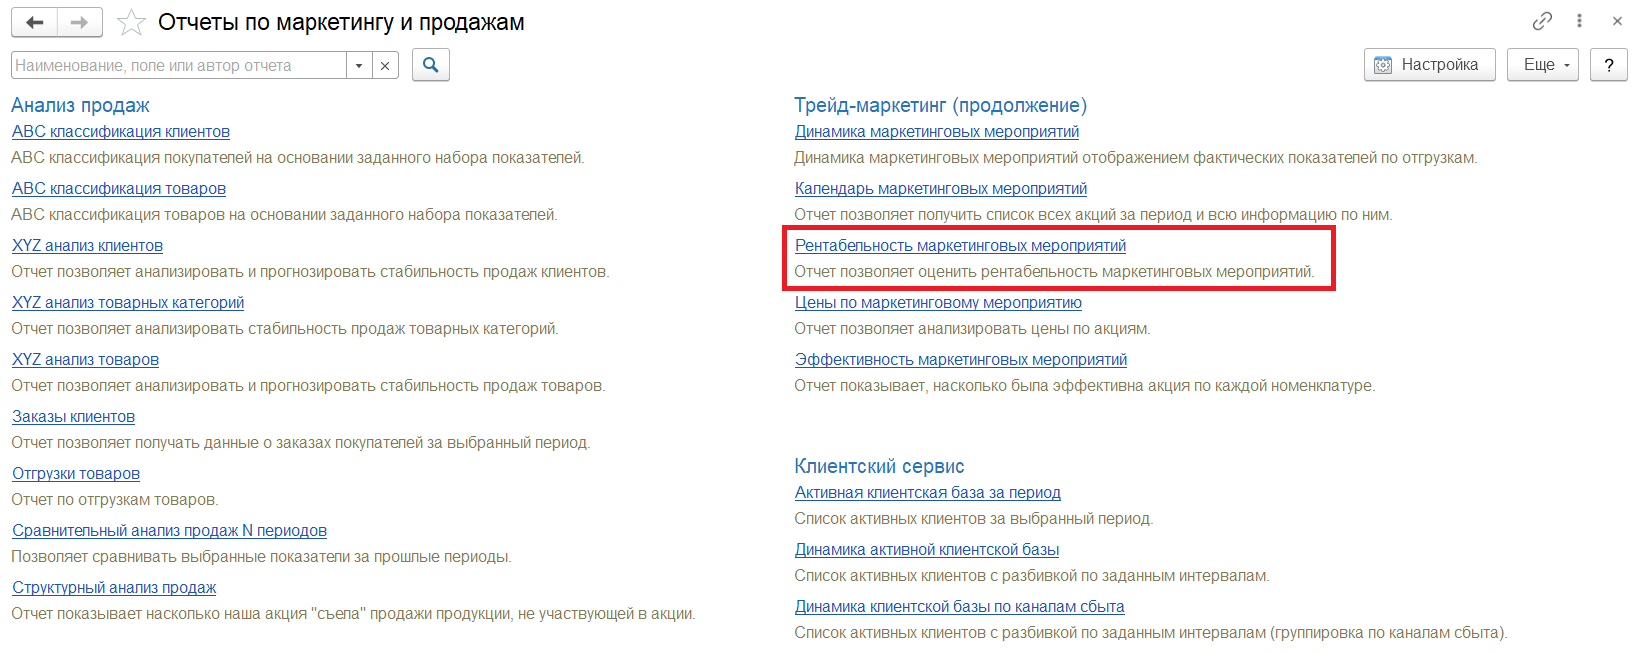 Отчеты по маркетингу и продажам
Наименование, поле или автор отчета
Настройка
Еще
?
Анализ продаж
ABC классификация клиентов
ABC классификация покупателей на основании заданного набора показателей.
ABC классификация товаров
ABC классификация товаров на основании заданного набора показателей.
XYZ анализ клиентов
Отчет позволяет анализировать и прогнозировать стабильность продаж клиентов.
XYZ анализ товарных категорий
Отчет позволяет анализировать стабильность продаж товарных категорий.
XYZ анализ товаров
Отчет позволяет анализировать и прогнозировать стабильность продаж товаров.
Заказы клиентов
Отчет позволяет получать данные о заказах покупателей за выбранный период.
Отгрузки товаров
Отчет по отгрузкам товаров.
Сравнительный анализ продаж N периодов
Позволяет сравнивать выбранные показатели за прошлые периоды.
Структурный анализ продаж
Отчет показывает насколько наша акция "съела" продажи продукции, не участвующей в акции.
Трейд-маркетинг (продолжение)
Динамика маркетинговых мероприятий
Динамика маркетинговых мероприятий отображением фактических показателей по отгрузкам.
Календарь маркетинговых мероприятий
Отчет позволяет получить список всех акций за период и всю информацию по ним.
Рентабельность маркетинговых мероприятий
Отчет позволяет оценить рентабельность маркетинговых мероприятий.
Цены по маркетинговому мероприятию
Отчет позволяет анализировать цены по акциям.
Эффективность маркетинговых мероприятий
Отчет показывает, насколько была эффективна акция по каждой номенклатуре.
Клиентский сервис
Активная клиентская база за период
Список активных клиентов за выбранный период.
Динамика активной клиентской базы
Список активных клиентов с разбивкой по заданным интервалам.
Динамика клиентской базы по каналам сбыта
Список активных клиентов с разбивкой по заданным интервалам (группировка по каналам сбыта).